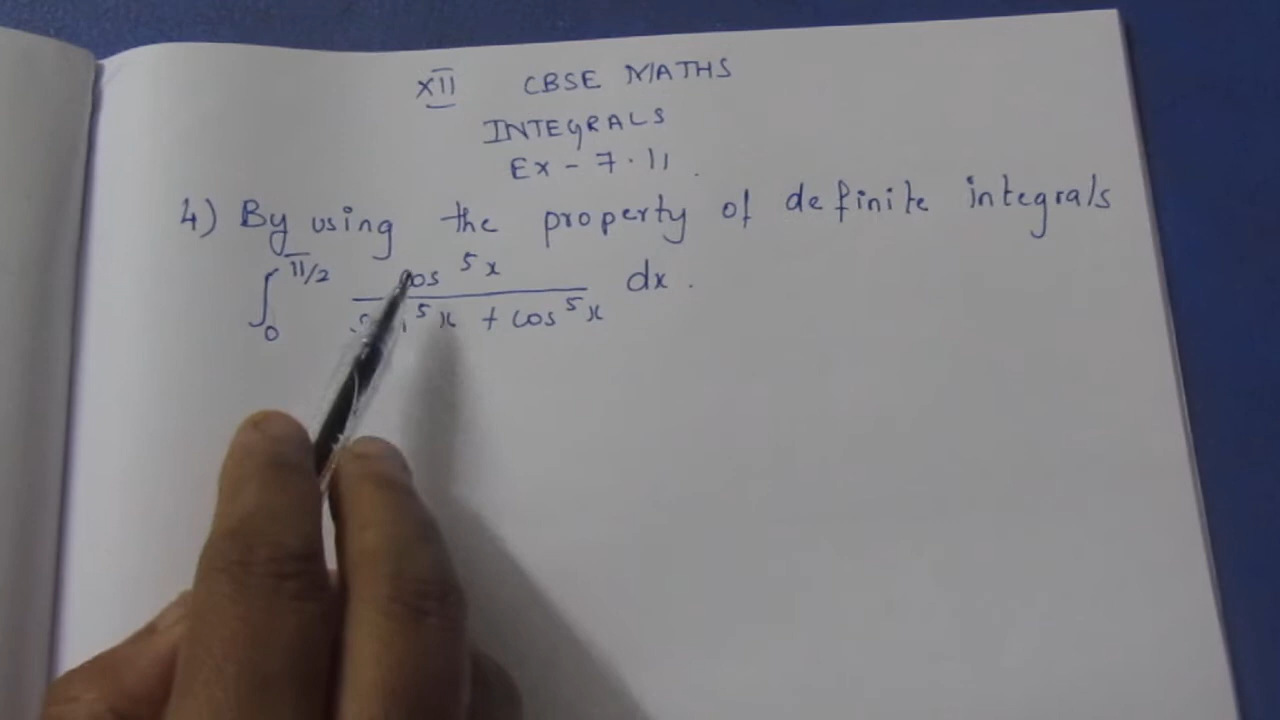 XII CBSE MATHS
INTEGRALS
Ex - 7.11.
4) By using the property of definite integrals
∫₀^π/2 cos⁵x / sin⁵x + cos⁵x dx.